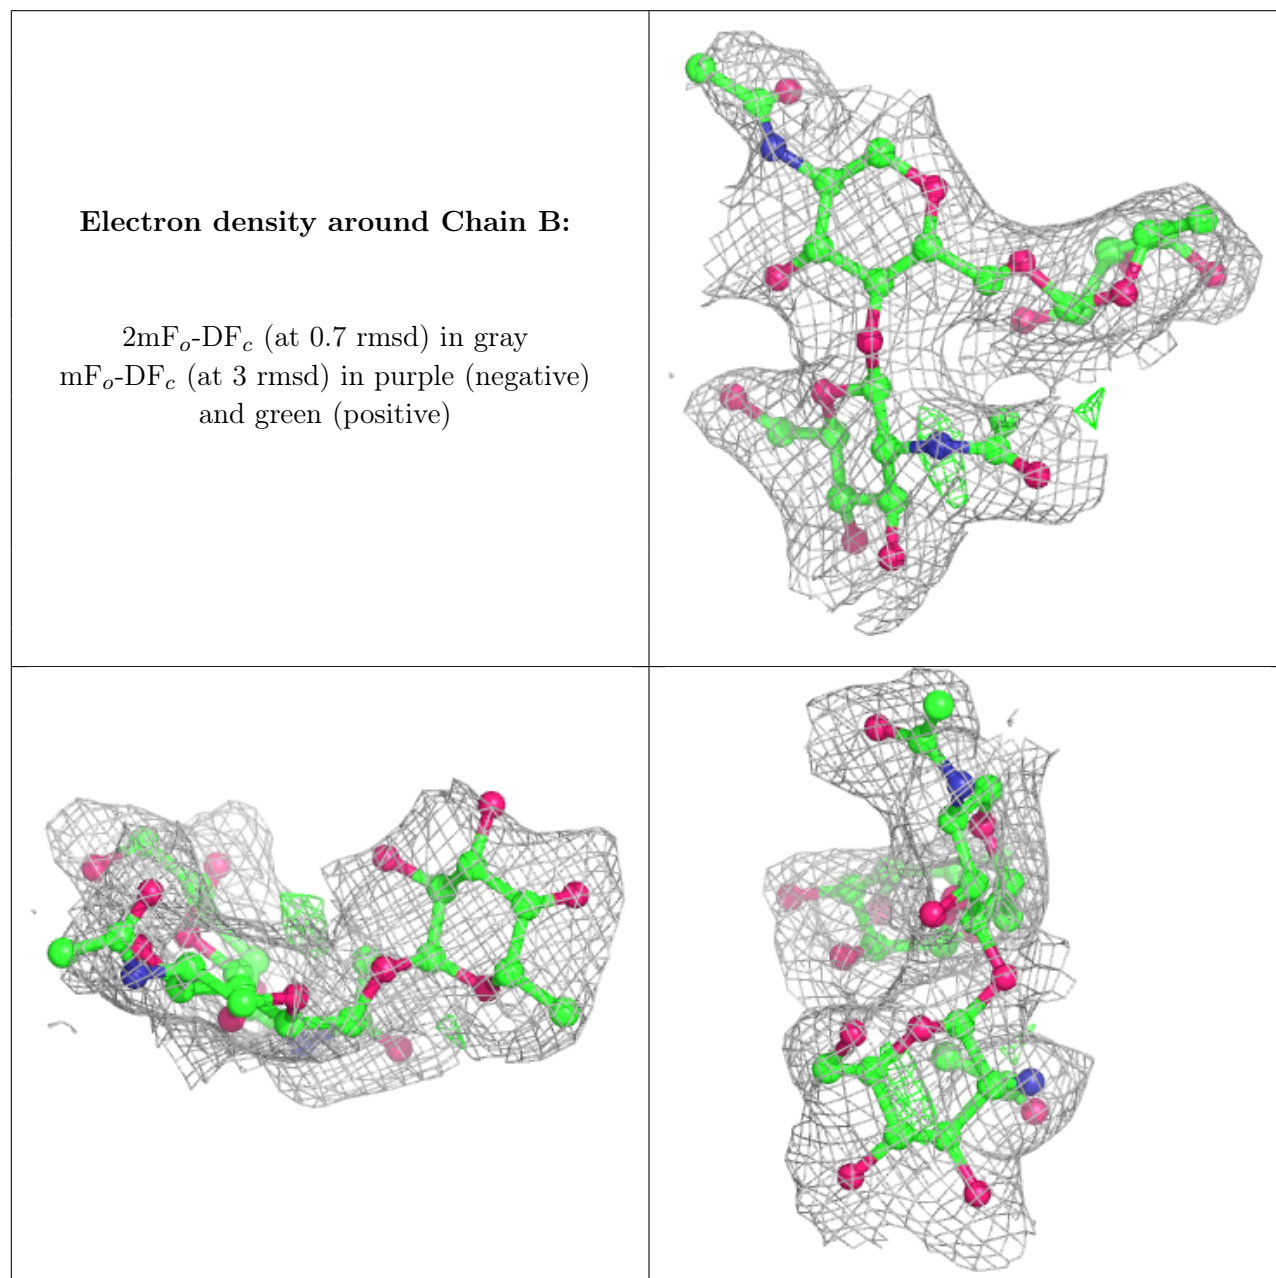 Electron density around Chain B:
2mFₒ-DF𝒸 (at 0.7 rmsd) in gray
mFₒ-DF𝒸 (at 3 rmsd) in purple (negative)
and green (positive)